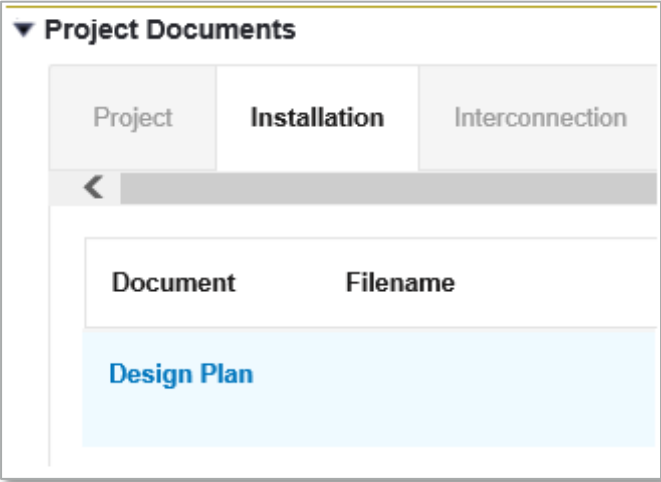 Project Documents
Project Installation Interconnection
Document Filename
Design Plan